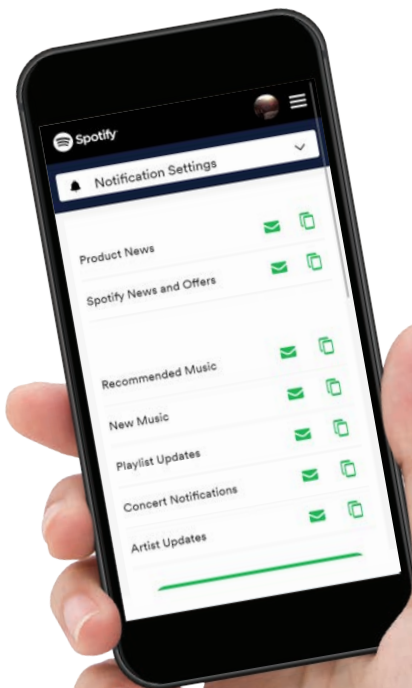 Spotify
Notification Settings
Product News
Spotify News and Offers
Recommended Music
New Music
Playlist Updates
Concert Notifications
Artist Updates